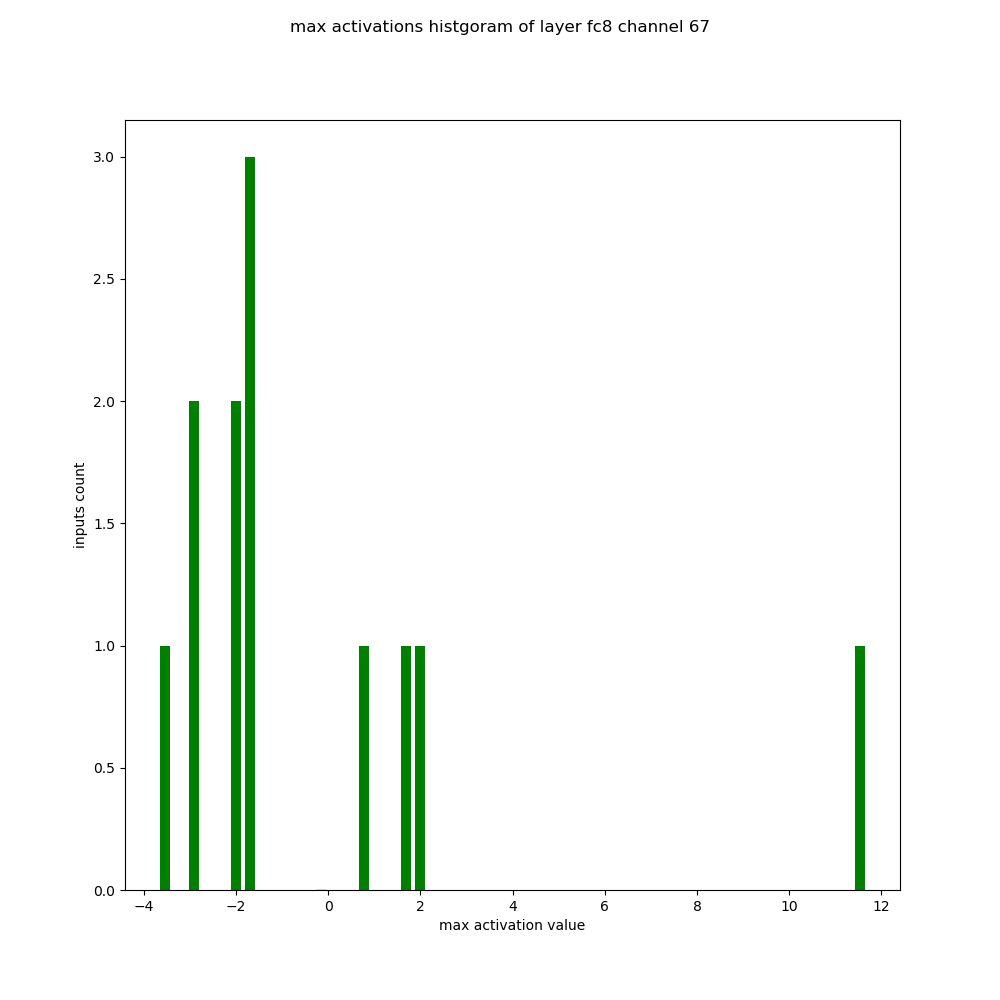 max activations histgoram of layer fc8 channel 67
3.0
2.5
2.0
1.5
1.0
0.5
0.0
inputs count
−4 −2 0 2 4 6 8 10 12
max activation value